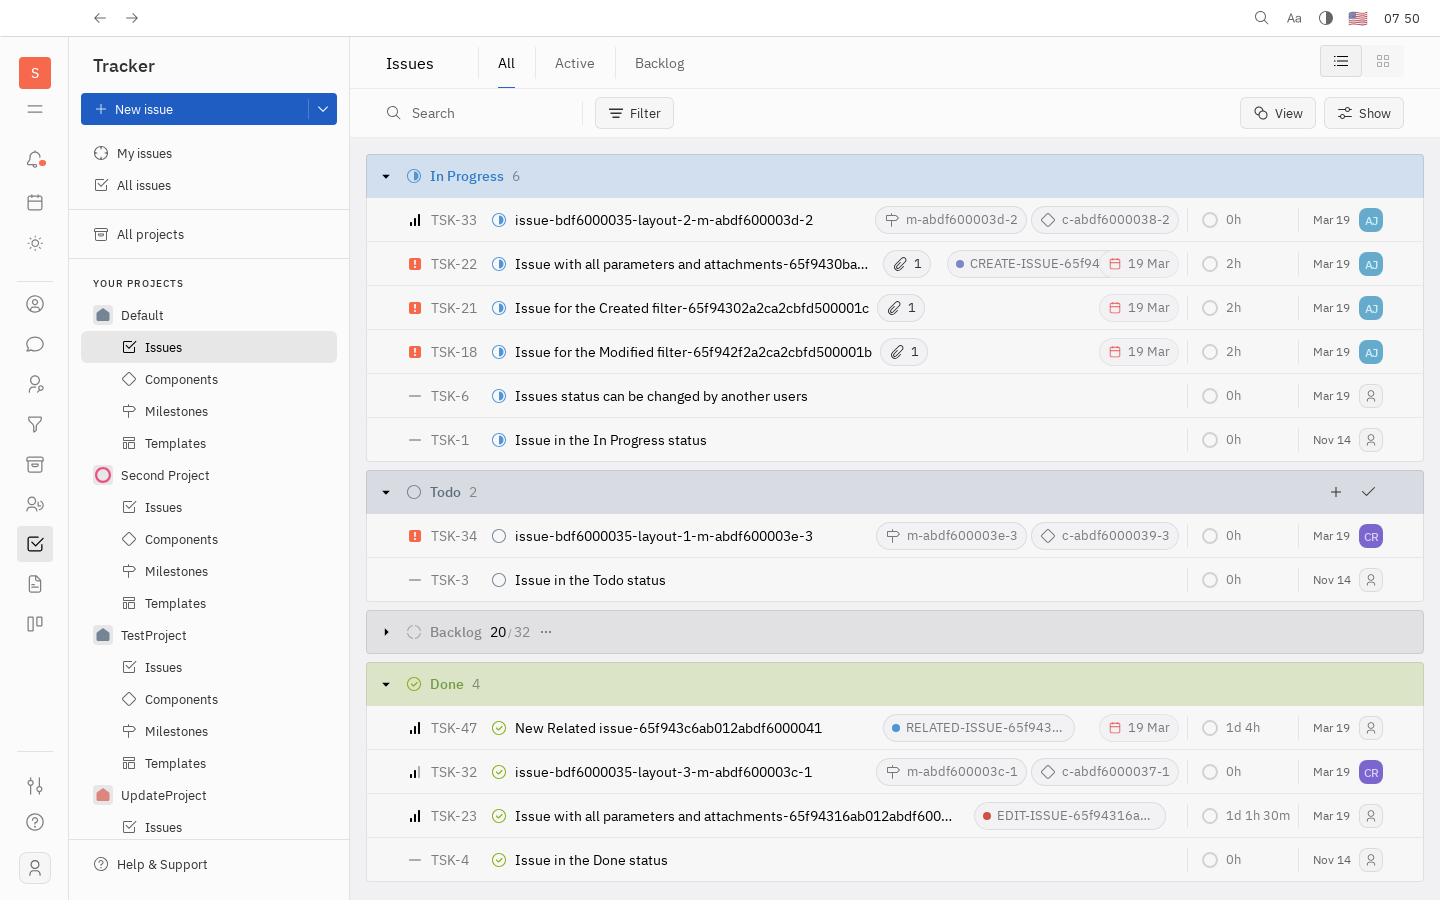 Aa 07 50
S
Tracker
New issue
My issues
All issues
All projects
YOUR PROJECTS
Default
Issues
Components
Milestones
Templates
Second Project
Issues
Components
Milestones
Templates
TestProject
Issues
Components
Milestones
Templates
UpdateProject
Issues
Help & Support
Issues All Active Backlog
Search Filter View Show
In Progress 6
TSK-33 issue-bdf6000035-layout-2-m-abdf600003d-2 m-abdf600003d-2 c-abdf6000038-2 0h Mar 19 AJ
TSK-22 Issue with all parameters and attachments-65f9430ba... 1 CREATE-ISSUE-65f94 19 Mar 2h Mar 19 AJ
TSK-21 Issue for the Created filter-65f94302a2ca2cbfd500001c 1 19 Mar 2h Mar 19 AJ
TSK-18 Issue for the Modified filter-65f942f2a2ca2cbfd500001b 1 19 Mar 2h Mar 19 AJ
TSK-6 Issues status can be changed by another users 0h Mar 19
TSK-1 Issue in the In Progress status 0h Nov 14
Todo 2
TSK-34 issue-bdf6000035-layout-1-m-abdf600003e-3 m-abdf600003e-3 c-abdf6000039-3 0h Mar 19 CR
TSK-3 Issue in the Todo status 0h Nov 14
Backlog 20/32 ...
Done 4
TSK-47 New Related issue-65f943c6ab012abdf6000041 RELATED-ISSUE-65f943... 19 Mar 1d 4h Mar 19
TSK-32 issue-bdf6000035-layout-3-m-abdf600003c-1 m-abdf600003c-1 c-abdf6000037-1 0h Mar 19 CR
TSK-23 Issue with all parameters and attachments-65f94316ab012abdf600... EDIT-ISSUE-65f94316a... 1d 1h 30m Mar 19
TSK-4 Issue in the Done status 0h Nov 14